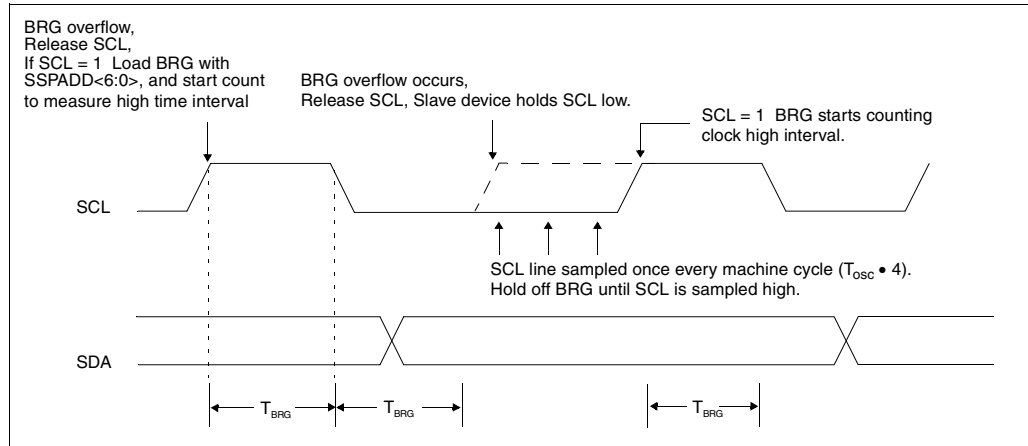 BRG overflow,
Release SCL,
If SCL = 1 Load BRG with
SSPADD<6:0>, and start count
to measure high time interval
BRG overflow occurs,
Release SCL, Slave device holds SCL low.
SCL = 1 BRG starts counting
clock high interval.
SCL
SCL line sampled once every machine cycle (Tosc • 4).
Hold off BRG until SCL is sampled high.
SDA
TBRG
TBRG
TBRG